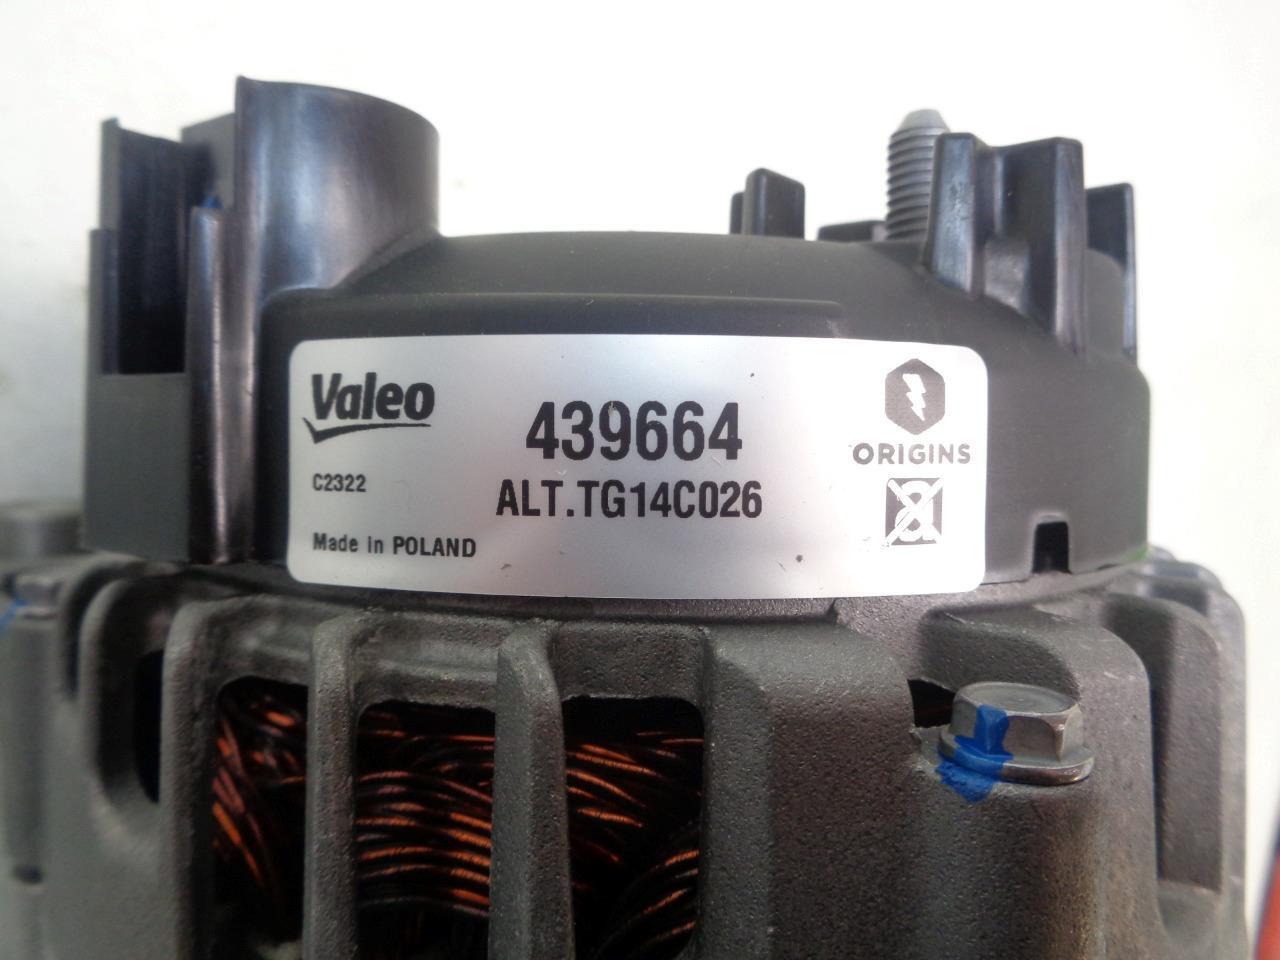 Valeo
439664
ORIGINS
C2322
ALT.TG14C026
Made in POLAND